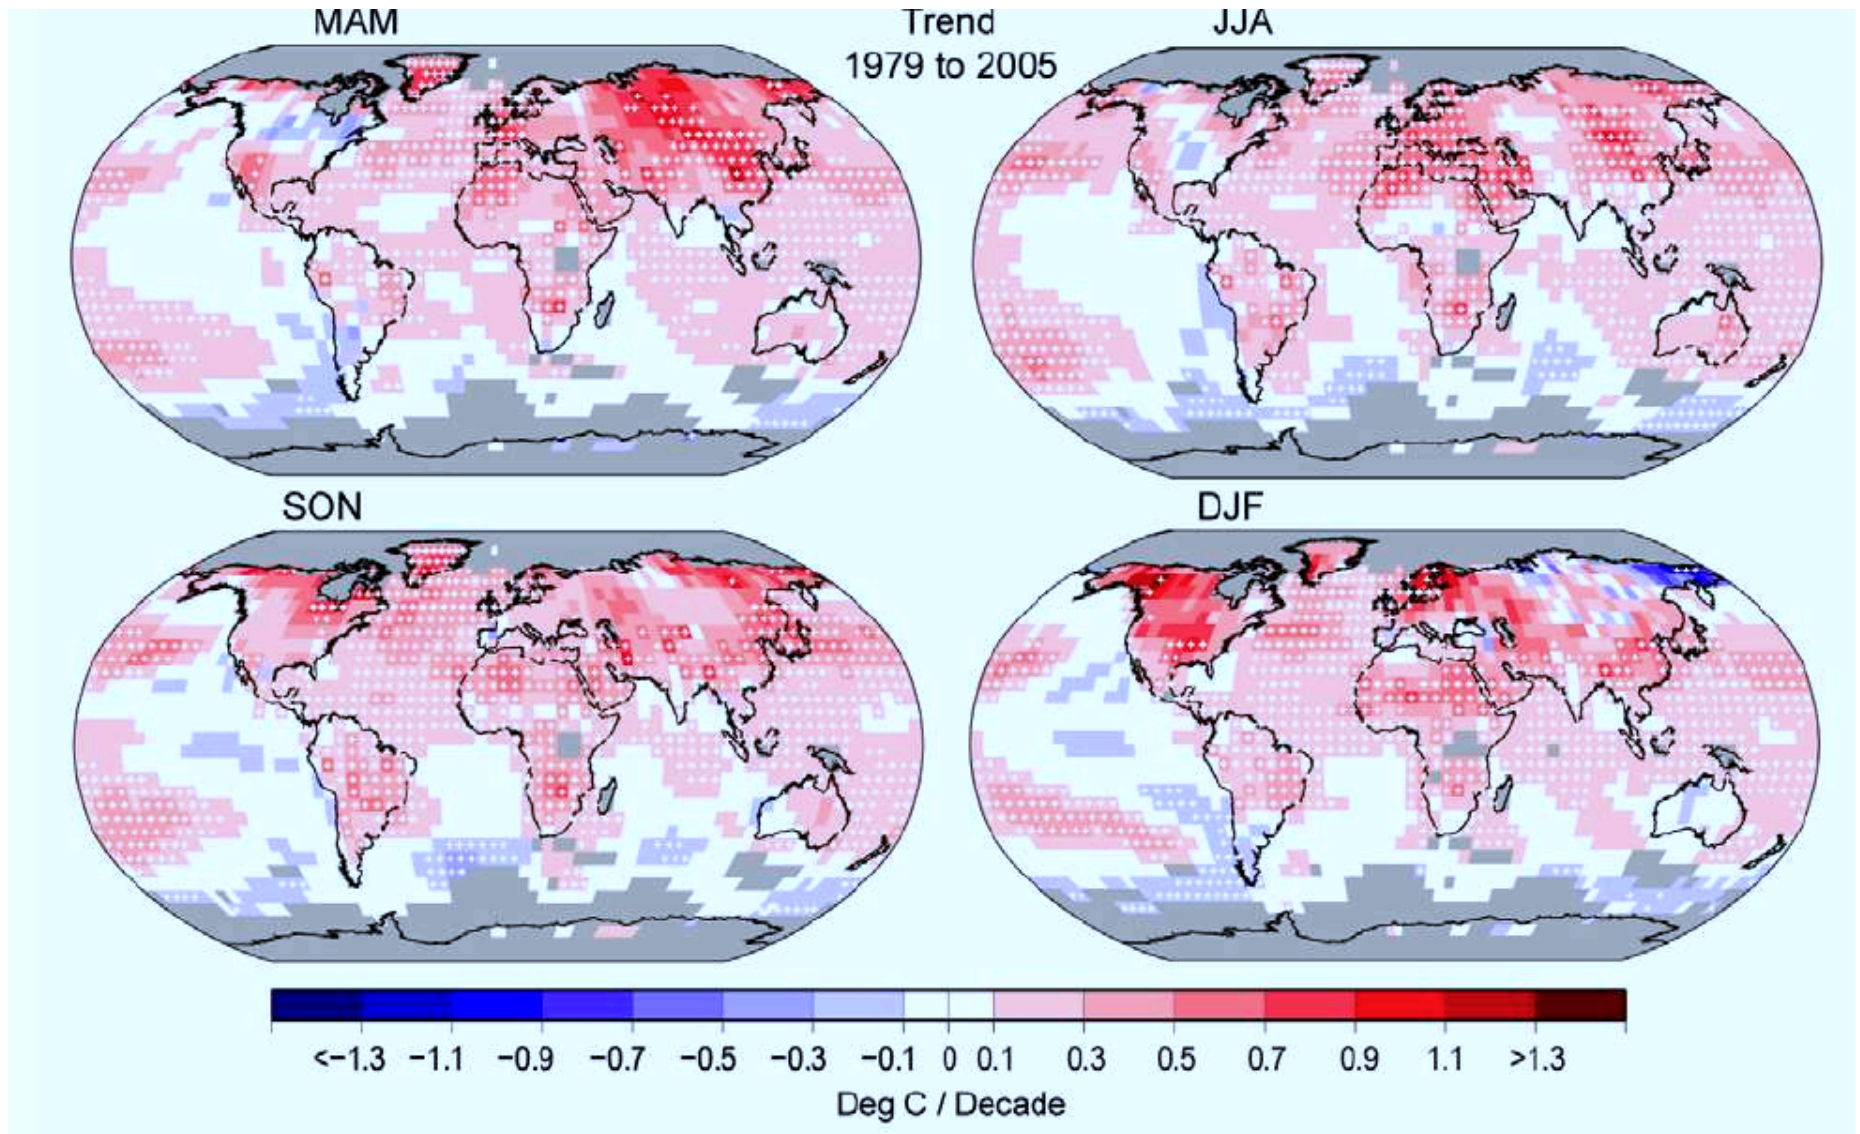 MAM
Trend
JJA
1979 to 2005
SON
DJF
<−1.3 −1.1 −0.9 −0.7 −0.5 −0.3 −0.1 0 0.1 0.3 0.5 0.7 0.9 1.1 >1.3
Deg C / Decade